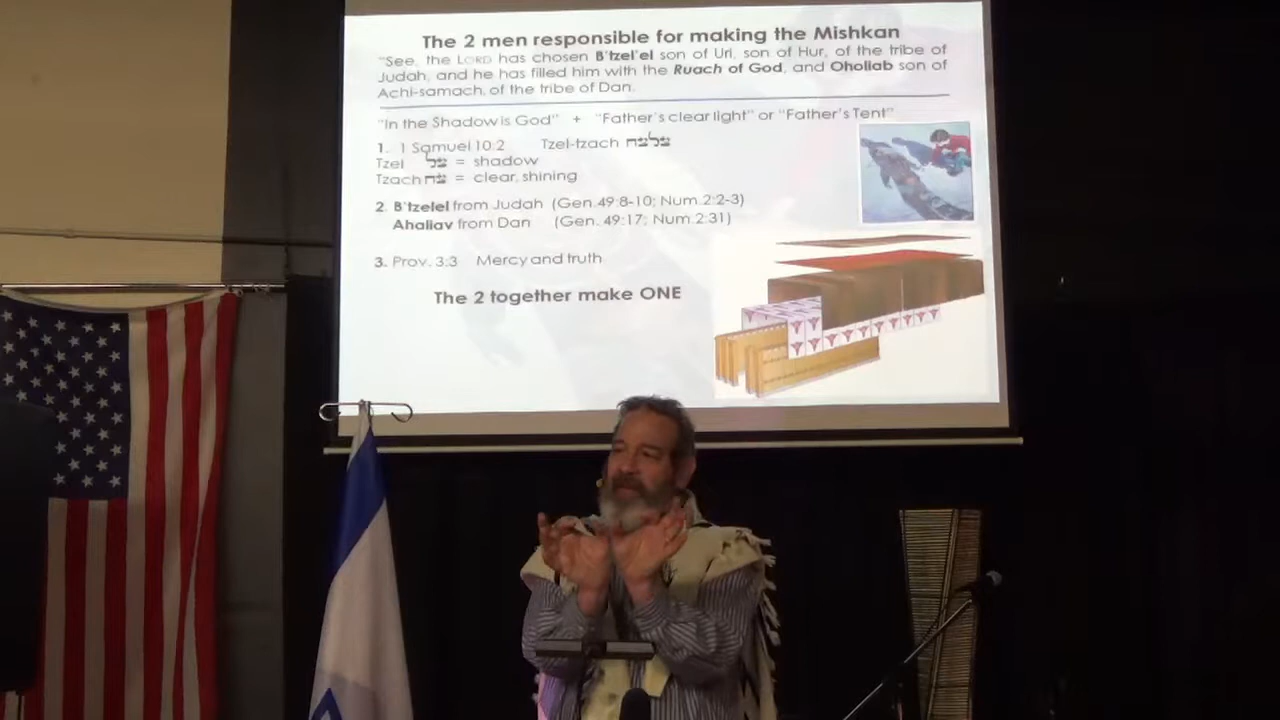 The 2 men responsible for making the Mishkan
"See, the LORD has chosen B'tzel'el son of Uri, son of Hur, of the tribe of
Judah, and he has filled him with the Ruach of God, and Oholiab son of
Achi-samach, of the tribe of Dan.
"In the Shadow is God" + "Father's clear light" or "Father's Tent"
1. 1 Samuel 10:2 Tzel-tzach צלצח
Tzel צל = shadow
Tzach צח = clear, shining
2. B'tzelel from Judah (Gen.49:8-10; Num.2:2-3)
Ahaliav from Dan (Gen. 49:17; Num.2:31)
3. Prov. 3:3 Mercy and truth
The 2 together make ONE